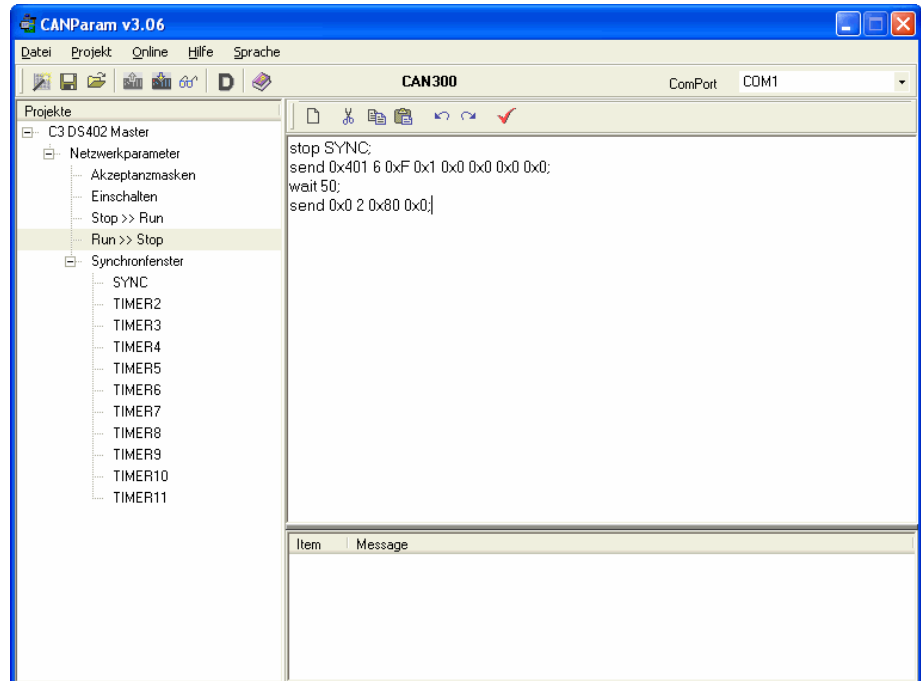 CANParam v3.06
Datei Projekt Online Hilfe Sprache
D CAN300 ComPort COM1
Projekte
C3 DS402 Master
Netzwerkparameter
Akzeptanzmasken
Einschalten
Stop >> Run
Run >> Stop
Synchronfenster
SYNC
TIMER2
TIMER3
TIMER4
TIMER5
TIMER6
TIMER7
TIMER8
TIMER9
TIMER10
TIMER11
stop SYNC;
send 0x401 6 0xF 0x1 0x0 0x0 0x0 0x0;
wait 50;
send 0x0 2 0x80 0x0;
Item Message